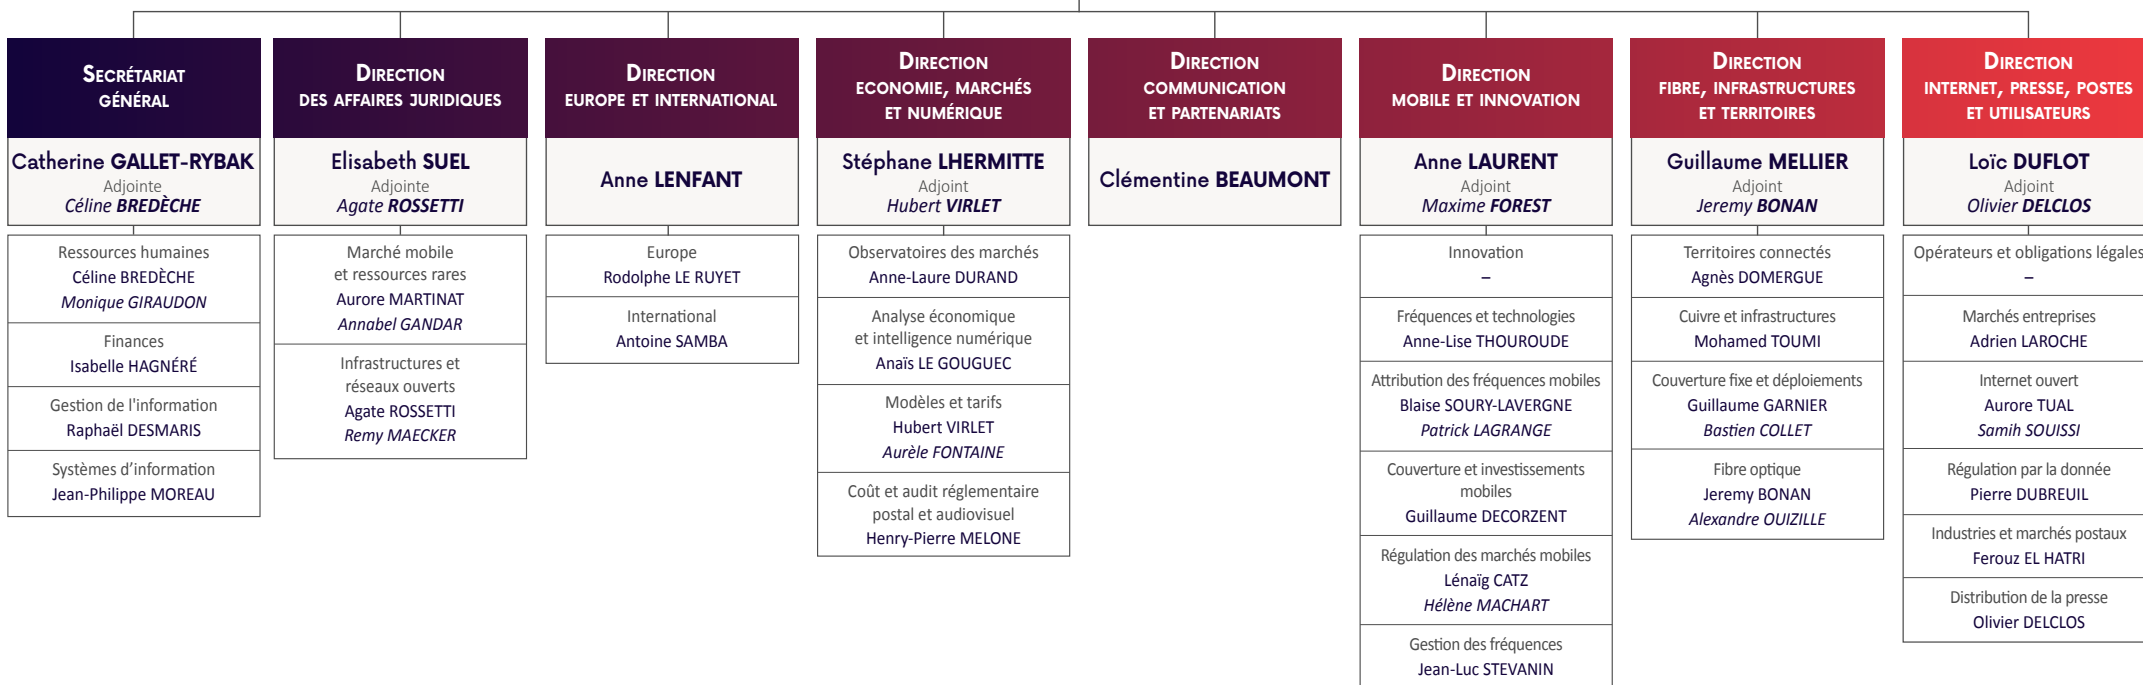 SECRÉTARIAT
GÉNÉRAL
Catherine GALLET-RYBAK
Adjointe
Céline BREDÈCHE
Ressources humaines
Céline BREDÈCHE
Monique GIRAUDON
Finances
Isabelle HAGNÉRÉ
Gestion de l'information
Raphaël DESMARIS
Systèmes d’information
Jean-Philippe MOREAU
DIRECTION
DES AFFAIRES JURIDIQUES
Elisabeth SUEL
Adjointe
Agate ROSSETTI
Marché mobile
et ressources rares
Aurore MARTINAT
Annabel GANDAR
Infrastructures et
réseaux ouverts
Agate ROSSETTI
Remy MAECKER
DIRECTION
EUROPE ET INTERNATIONAL
Anne LENFANT
Europe
Rodolphe LE RUYET
International
Antoine SAMBA
DIRECTION
ECONOMIE, MARCHÉS
ET NUMÉRIQUE
Stéphane LHERMITTE
Adjoint
Hubert VIRLET
Observatoires des marchés
Anne-Laure DURAND
Analyse économique
et intelligence numérique
Anaïs LE GOUGUEC
Modèles et tarifs
Hubert VIRLET
Aurèle FONTAINE
Coût et audit réglementaire
postal et audiovisuel
Henry-Pierre MELONE
DIRECTION
COMMUNICATION
ET PARTENARIATS
Clémentine BEAUMONT
DIRECTION
MOBILE ET INNOVATION
Anne LAURENT
Adjoint
Maxime FOREST
Innovation
–
Fréquences et technologies
Anne-Lise THOUROUDE
Attribution des fréquences mobiles
Blaise SOURY-LAVERGNE
Patrick LAGRANGE
Couverture et investissements
mobiles
Guillaume DECORZENT
Régulation des marchés mobiles
Lénaïg CATZ
Hélène MACHART
Gestion des fréquences
Jean-Luc STEVANIN
DIRECTION
FIBRE, INFRASTRUCTURES
ET TERRITOIRES
Guillaume MELLIER
Adjoint
Jeremy BONAN
Territoires connectés
Agnès DOMERGUE
Cuivre et infrastructures
Mohamed TOUMI
Couverture fixe et déploiements
Guillaume GARNIER
Bastien COLLET
Fibre optique
Jeremy BONAN
Alexandre OUIZILLE
DIRECTION
INTERNET, PRESSE, POSTES
ET UTILISATEURS
Loïc DUFLOT
Adjoint
Olivier DELCLOS
Opérateurs et obligations légales
–
Marchés entreprises
Adrien LAROCHE
Internet ouvert
Aurore TUAL
Samih SOUISSI
Régulation par la donnée
Pierre DUBREUIL
Industries et marchés postaux
Ferouz EL HATRI
Distribution de la presse
Olivier DELCLOS